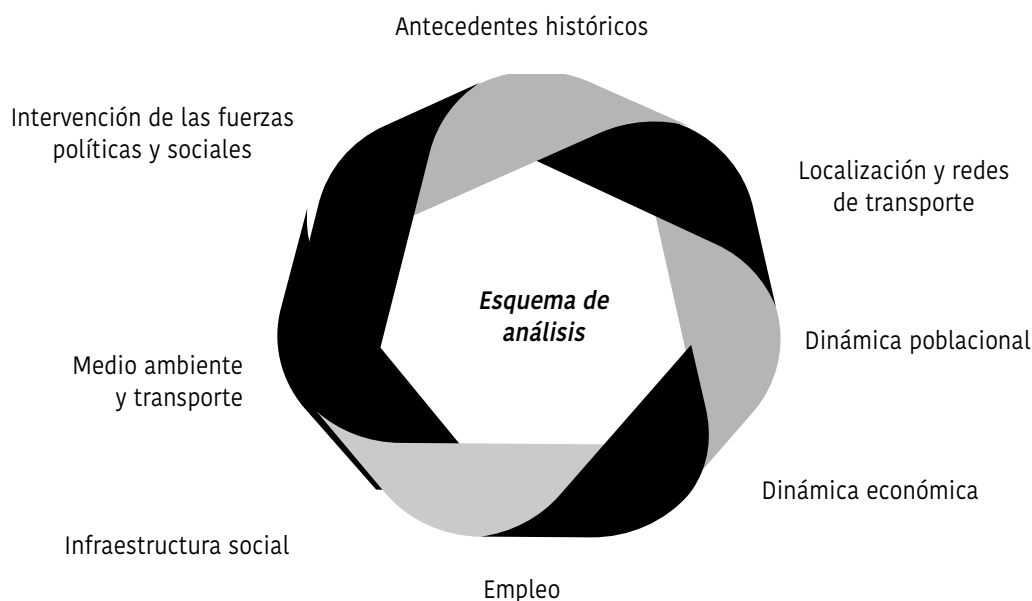 Antecedentes históricos
Intervención de las fuerzas
políticas y sociales
Localización y redes
de transporte
Esquema de
análisis
Dinámica poblacional
Medio ambiente
y transporte
Dinámica económica
Infraestructura social
Empleo